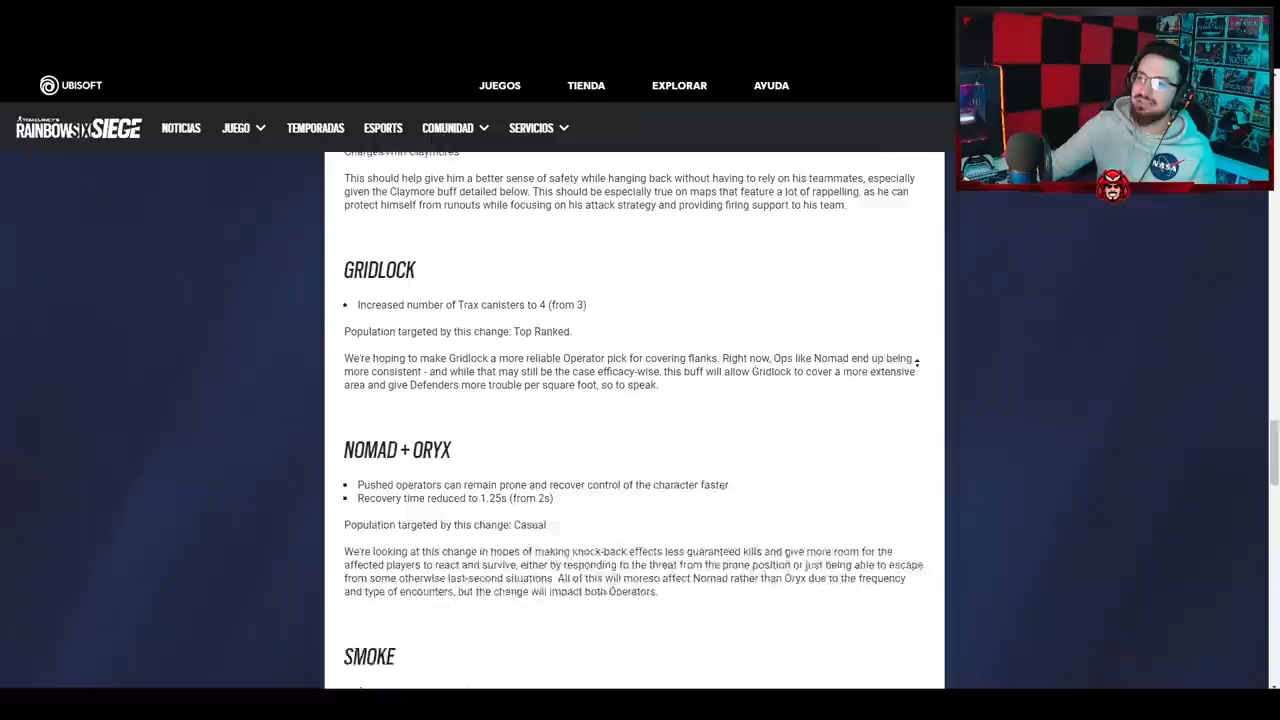 UBISOFT
JUEGOS
TIENDA
EXPLORAR
AYUDA
TOM CLANCY'S
RAINBOWSIX SIEGE
NOTICIAS
JUEGO
TEMPORADAS
ESPORTS
COMUNIDAD
SERVICIOS
This should help give him a better sense of safety while hanging back without having to rely on his teammates, especially
given the Claymore buff detailed below. This should be especially true on maps that feature a lot of rappelling, as he can
protect himself from runouts while focusing on his attack strategy and providing firing support to his team.
GRIDLOCK
Increased number of Trax canisters to 4 (from 3)
Population targeted by this change: Top Ranked.
We're hoping to make Gridlock a more reliable Operator pick for covering flanks. Right now, Ops like Nomad end up being
more consistent - and while that may still be the case efficacy-wise, this buff will allow Gridlock to cover a more extensive
area and give Defenders more trouble per square foot, so to speak.
NOMAD + ORYX
Pushed operators can remain prone and recover control of the character faster
Recovery time reduced to 1.25s (from 2s)
Population targeted by this change: Casual.
We're looking at this change in hopes of making knock-back effects less guaranteed kills and give more room for the
affected players to react and survive, either by responding to the threat from the prone position or just being able to escape
from some otherwise last-second situations. All of this will moreso affect Nomad rather than Oryx due to the frequency
and type of encounters, but the change will impact both Operators.
SMOKE
NASA